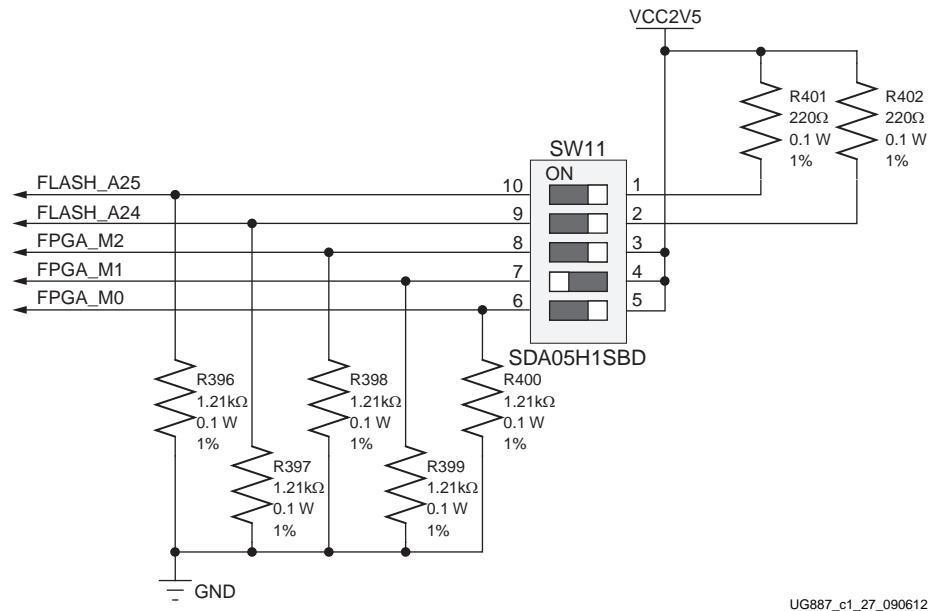 VCC2V5
R401
220Ω
0.1 W
1%
R402
220Ω
0.1 W
1%
SW11
ON
FLASH_A25
10
1
FLASH_A24
9
2
FPGA_M2
8
3
FPGA_M1
7
4
FPGA_M0
6
5
SDA05H1SBD
R396
1.21kΩ
0.1 W
1%
R398
1.21kΩ
0.1 W
1%
R400
1.21kΩ
0.1 W
1%
R397
1.21kΩ
0.1 W
1%
R399
1.21kΩ
0.1 W
1%
GND
UG887_c1_27_090612